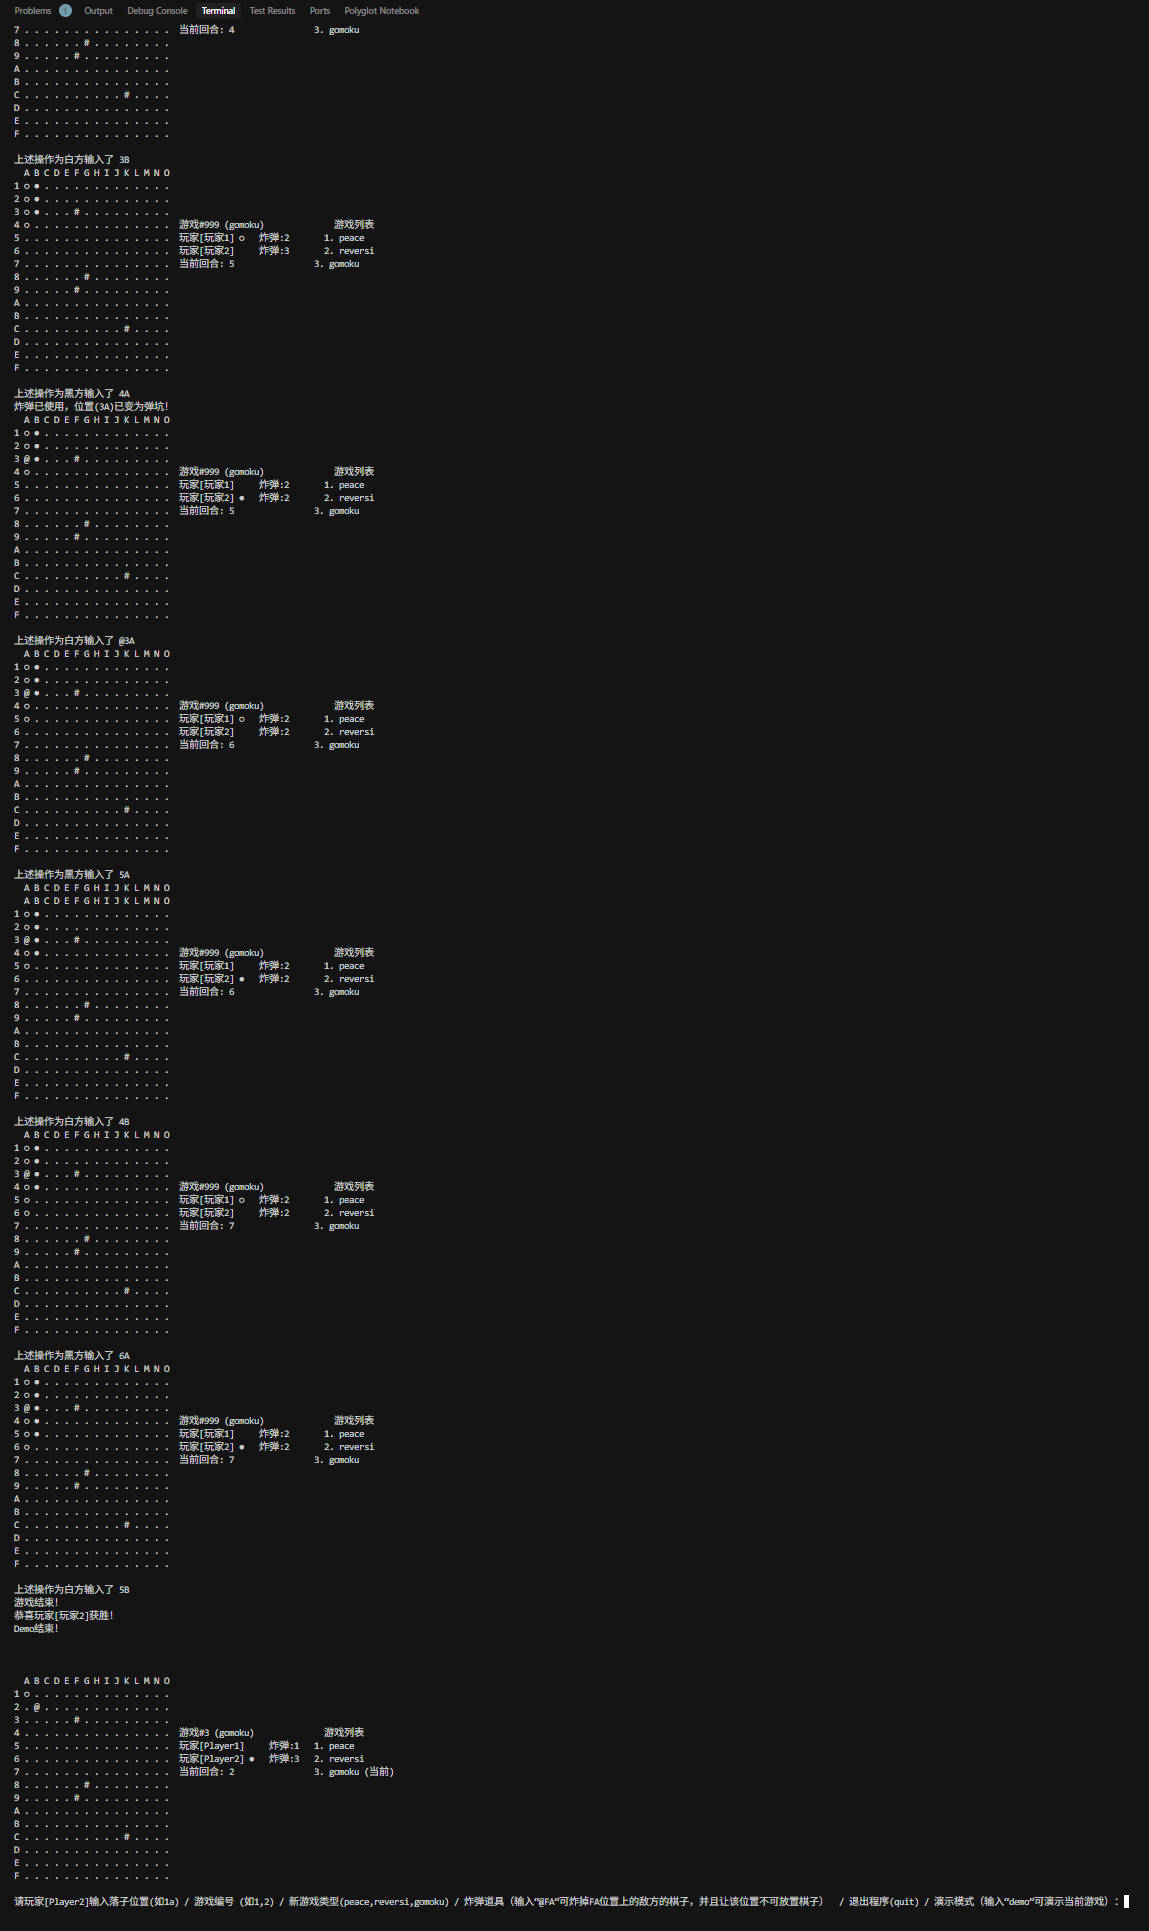 Problems 1 Output Debug Console Terminal Test Results Ports Polyglot Notebook
7 . . . . . . . . . . . . . . . 当前回合: 4 3. gomoku
8 . . . . . . # . . . . . . . .
9 . . . . . # . . . . . . . . .
A . . . . . . . . . . . . . . .
B . . . . . . . . . . . . . . .
C . . . . . . . . . . # . . . .
D . . . . . . . . . . . . . . .
E . . . . . . . . . . . . . . .
F . . . . . . . . . . . . . . .
上述操作为白方输入了 3B
A B C D E F G H I J K L M N O
1 ○ ● . . . . . . . . . . . . .
2 ○ ● . . . . . . . . . . . . .
3 ○ ● . . . # . . . . . . . . .
4 ○ . . . . . . . . . . . . . . 游戏#999 (gomoku) 游戏列表
5 . . . . . . . . . . . . . . . 玩家[玩家1] ○ 炸弹:2 1. peace
6 . . . . . . . . . . . . . . . 玩家[玩家2] 炸弹:3 2. reversi
7 . . . . . . . . . . . . . . . 当前回合: 5 3. gomoku
8 . . . . . . # . . . . . . . .
9 . . . . . # . . . . . . . . .
A . . . . . . . . . . . . . . .
B . . . . . . . . . . . . . . .
C . . . . . . . . . . # . . . .
D . . . . . . . . . . . . . . .
E . . . . . . . . . . . . . . .
F . . . . . . . . . . . . . . .
上述操作为黑方输入了 4A
炸弹已使用，位置(3A)已变为弹坑！
A B C D E F G H I J K L M N O
1 ○ ● . . . . . . . . . . . . .
2 ○ ● . . . . . . . . . . . . .
3 @ ● . . . # . . . . . . . . .
4 ○ . . . . . . . . . . . . . . 游戏#999 (gomoku) 游戏列表
5 . . . . . . . . . . . . . . . 玩家[玩家1] 炸弹:2 1. peace
6 . . . . . . . . . . . . . . . 玩家[玩家2] ● 炸弹:2 2. reversi
7 . . . . . . . . . . . . . . . 当前回合: 5 3. gomoku
8 . . . . . . # . . . . . . . .
9 . . . . . # . . . . . . . . .
A . . . . . . . . . . . . . . .
B . . . . . . . . . . . . . . .
C . . . . . . . . . . # . . . .
D . . . . . . . . . . . . . . .
E . . . . . . . . . . . . . . .
F . . . . . . . . . . . . . . .
上述操作为白方输入了 @3A
A B C D E F G H I J K L M N O
1 ○ ● . . . . . . . . . . . . .
2 ○ ● . . . . . . . . . . . . .
3 @ ● . . . # . . . . . . . . .
4 ○ . . . . . . . . . . . . . . 游戏#999 (gomoku) 游戏列表
5 ○ . . . . . . . . . . . . . . 玩家[玩家1] ○ 炸弹:2 1. peace
6 . . . . . . . . . . . . . . . 玩家[玩家2] 炸弹:2 2. reversi
7 . . . . . . . . . . . . . . . 当前回合: 6 3. gomoku
8 . . . . . . # . . . . . . . .
9 . . . . . # . . . . . . . . .
A . . . . . . . . . . . . . . .
B . . . . . . . . . . . . . . .
C . . . . . . . . . . # . . . .
D . . . . . . . . . . . . . . .
E . . . . . . . . . . . . . . .
F . . . . . . . . . . . . . . .
上述操作为黑方输入了 5A
A B C D E F G H I J K L M N O
A B C D E F G H I J K L M N O
1 ○ ● . . . . . . . . . . . . .
2 ○ ● . . . . . . . . . . . . .
3 @ ● . . . # . . . . . . . . .
4 ○ ● . . . . . . . . . . . . . 游戏#999 (gomoku) 游戏列表
5 ○ . . . . . . . . . . . . . . 玩家[玩家1] 炸弹:2 1. peace
6 . . . . . . . . . . . . . . . 玩家[玩家2] ● 炸弹:2 2. reversi
7 . . . . . . . . . . . . . . . 当前回合: 6 3. gomoku
8 . . . . . . # . . . . . . . .
9 . . . . . # . . . . . . . . .
A . . . . . . . . . . . . . . .
B . . . . . . . . . . . . . . .
C . . . . . . . . . . # . . . .
D . . . . . . . . . . . . . . .
E . . . . . . . . . . . . . . .
F . . . . . . . . . . . . . . .
上述操作为白方输入了 4B
A B C D E F G H I J K L M N O
1 ○ ● . . . . . . . . . . . . .
2 ○ ● . . . . . . . . . . . . .
3 @ ● . . . # . . . . . . . . .
4 ○ ● . . . . . . . . . . . . . 游戏#999 (gomoku) 游戏列表
5 ○ . . . . . . . . . . . . . . 玩家[玩家1] ○ 炸弹:2 1. peace
6 ○ . . . . . . . . . . . . . . 玩家[玩家2] 炸弹:2 2. reversi
7 . . . . . . . . . . . . . . . 当前回合: 7 3. gomoku
8 . . . . . . # . . . . . . . .
9 . . . . . # . . . . . . . . .
A . . . . . . . . . . . . . . .
B . . . . . . . . . . . . . . .
C . . . . . . . . . . # . . . .
D . . . . . . . . . . . . . . .
E . . . . . . . . . . . . . . .
F . . . . . . . . . . . . . . .
上述操作为黑方输入了 6A
A B C D E F G H I J K L M N O
1 ○ ● . . . . . . . . . . . . .
2 ○ ● . . . . . . . . . . . . .
3 @ ● . . . # . . . . . . . . .
4 ○ ● . . . . . . . . . . . . . 游戏#999 (gomoku) 游戏列表
5 ○ ● . . . . . . . . . . . . . 玩家[玩家1] 炸弹:2 1. peace
6 ○ . . . . . . . . . . . . . . 玩家[玩家2] ● 炸弹:2 2. reversi
7 . . . . . . . . . . . . . . . 当前回合: 7 3. gomoku
8 . . . . . . # . . . . . . . .
9 . . . . . # . . . . . . . . .
A . . . . . . . . . . . . . . .
B . . . . . . . . . . . . . . .
C . . . . . . . . . . # . . . .
D . . . . . . . . . . . . . . .
E . . . . . . . . . . . . . . .
F . . . . . . . . . . . . . . .
上述操作为白方输入了 5B
游戏结束！
恭喜玩家[玩家2]获胜！
Demo结束！
A B C D E F G H I J K L M N O
1 ○ . . . . . . . . . . . . . .
2 . @ . . . . . . . . . . . . .
3 . . . . . # . . . . . . . . .
4 . . . . . . . . . . . . . . . 游戏#3 (gomoku) 游戏列表
5 . . . . . . . . . . . . . . . 玩家[Player1] 炸弹:1 1. peace
6 . . . . . . . . . . . . . . . 玩家[Player2] ● 炸弹:3 2. reversi
7 . . . . . . . . . . . . . . . 当前回合: 2 3. gomoku (当前)
8 . . . . . . # . . . . . . . .
9 . . . . . # . . . . . . . . .
A . . . . . . . . . . . . . . .
B . . . . . . . . . . . . . . .
C . . . . . . . . . . # . . . .
D . . . . . . . . . . . . . . .
E . . . . . . . . . . . . . . .
F . . . . . . . . . . . . . . .
请玩家[Player2]输入落子位置(如1a) / 游戏编号 (如1,2) / 新游戏类型(peace,reversi,gomoku) / 炸弹道具（输入“@FA”可炸掉FA位置上的敌方的棋子，并且让该位置不可放置棋子） / 退出程序(quit) / 演示模式（输入“demo”可演示当前游戏）：